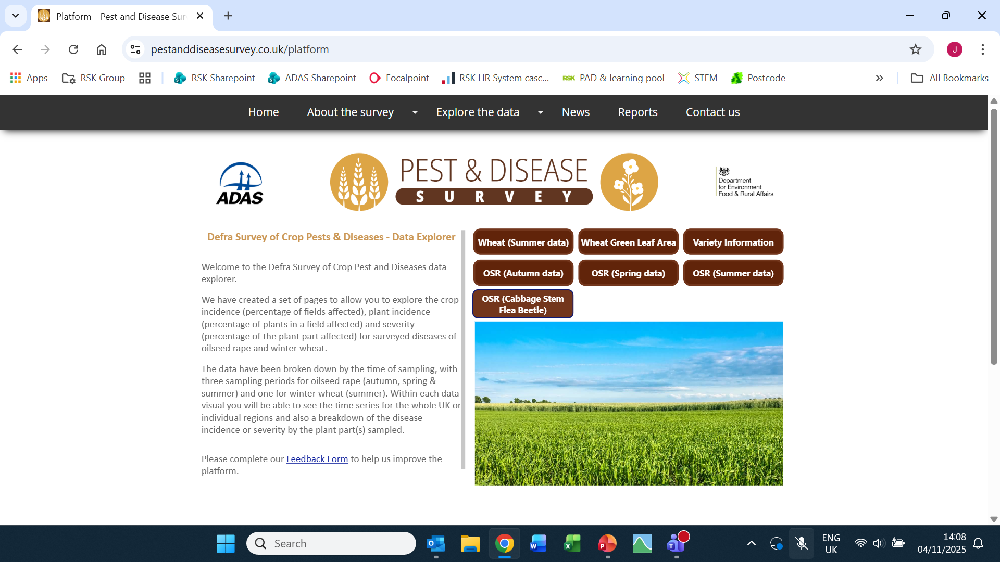 Platform - Pest and Disease Sur
pestanddiseasesurvey.co.uk/platform
J
Apps
RSK Group
RSK Sharepoint
ADAS Sharepoint
Focalpoint
RSK HR System casc...
RSK PAD & learning pool
STEM
Postcode
All Bookmarks
Home
About the survey
Explore the data
News
Reports
Contact us
ADAS
PEST & DISEASE
SURVEY
Department
for Environment
Food & Rural Affairs
Defra Survey of Crop Pests & Diseases - Data Explorer
Welcome to the Defra Survey of Crop Pest and Diseases data
explorer.
We have created a set of pages to allow you to explore the crop
incidence (percentage of fields affected), plant incidence
(percentage of plants in a field affected) and severity
(percentage of the plant part affected) for surveyed diseases of
oilseed rape and winter wheat.
The data have been broken down by the time of sampling, with
three sampling periods for oilseed rape (autumn, spring &
summer) and one for winter wheat (summer). Within each data
visual you will be able to see the time series for the whole UK or
individual regions and also a breakdown of the disease
incidence or severity by the plant part(s) sampled.
Please complete our Feedback Form to help us improve the
platform.
Wheat (Summer data)
Wheat Green Leaf Area
Variety Information
OSR (Autumn data)
OSR (Spring data)
OSR (Summer data)
OSR (Cabbage Stem
Flea Beetle)
Search
ENG
UK
14:08
04/11/2025